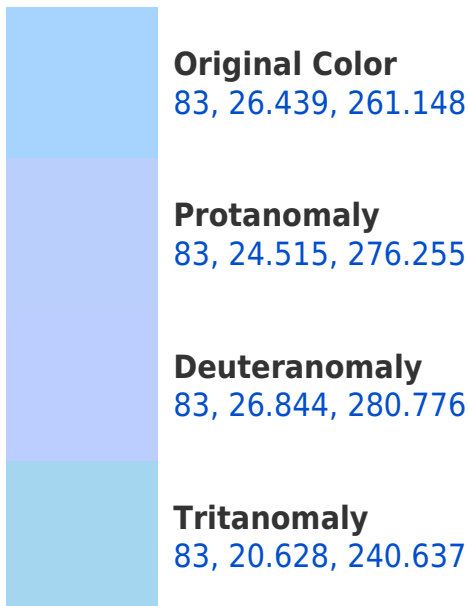 Original Color
83, 26.439, 261.148
Protanomaly
83, 24.515, 276.255
Deuteranomaly
83, 26.844, 280.776
Tritanomaly
83, 20.628, 240.637